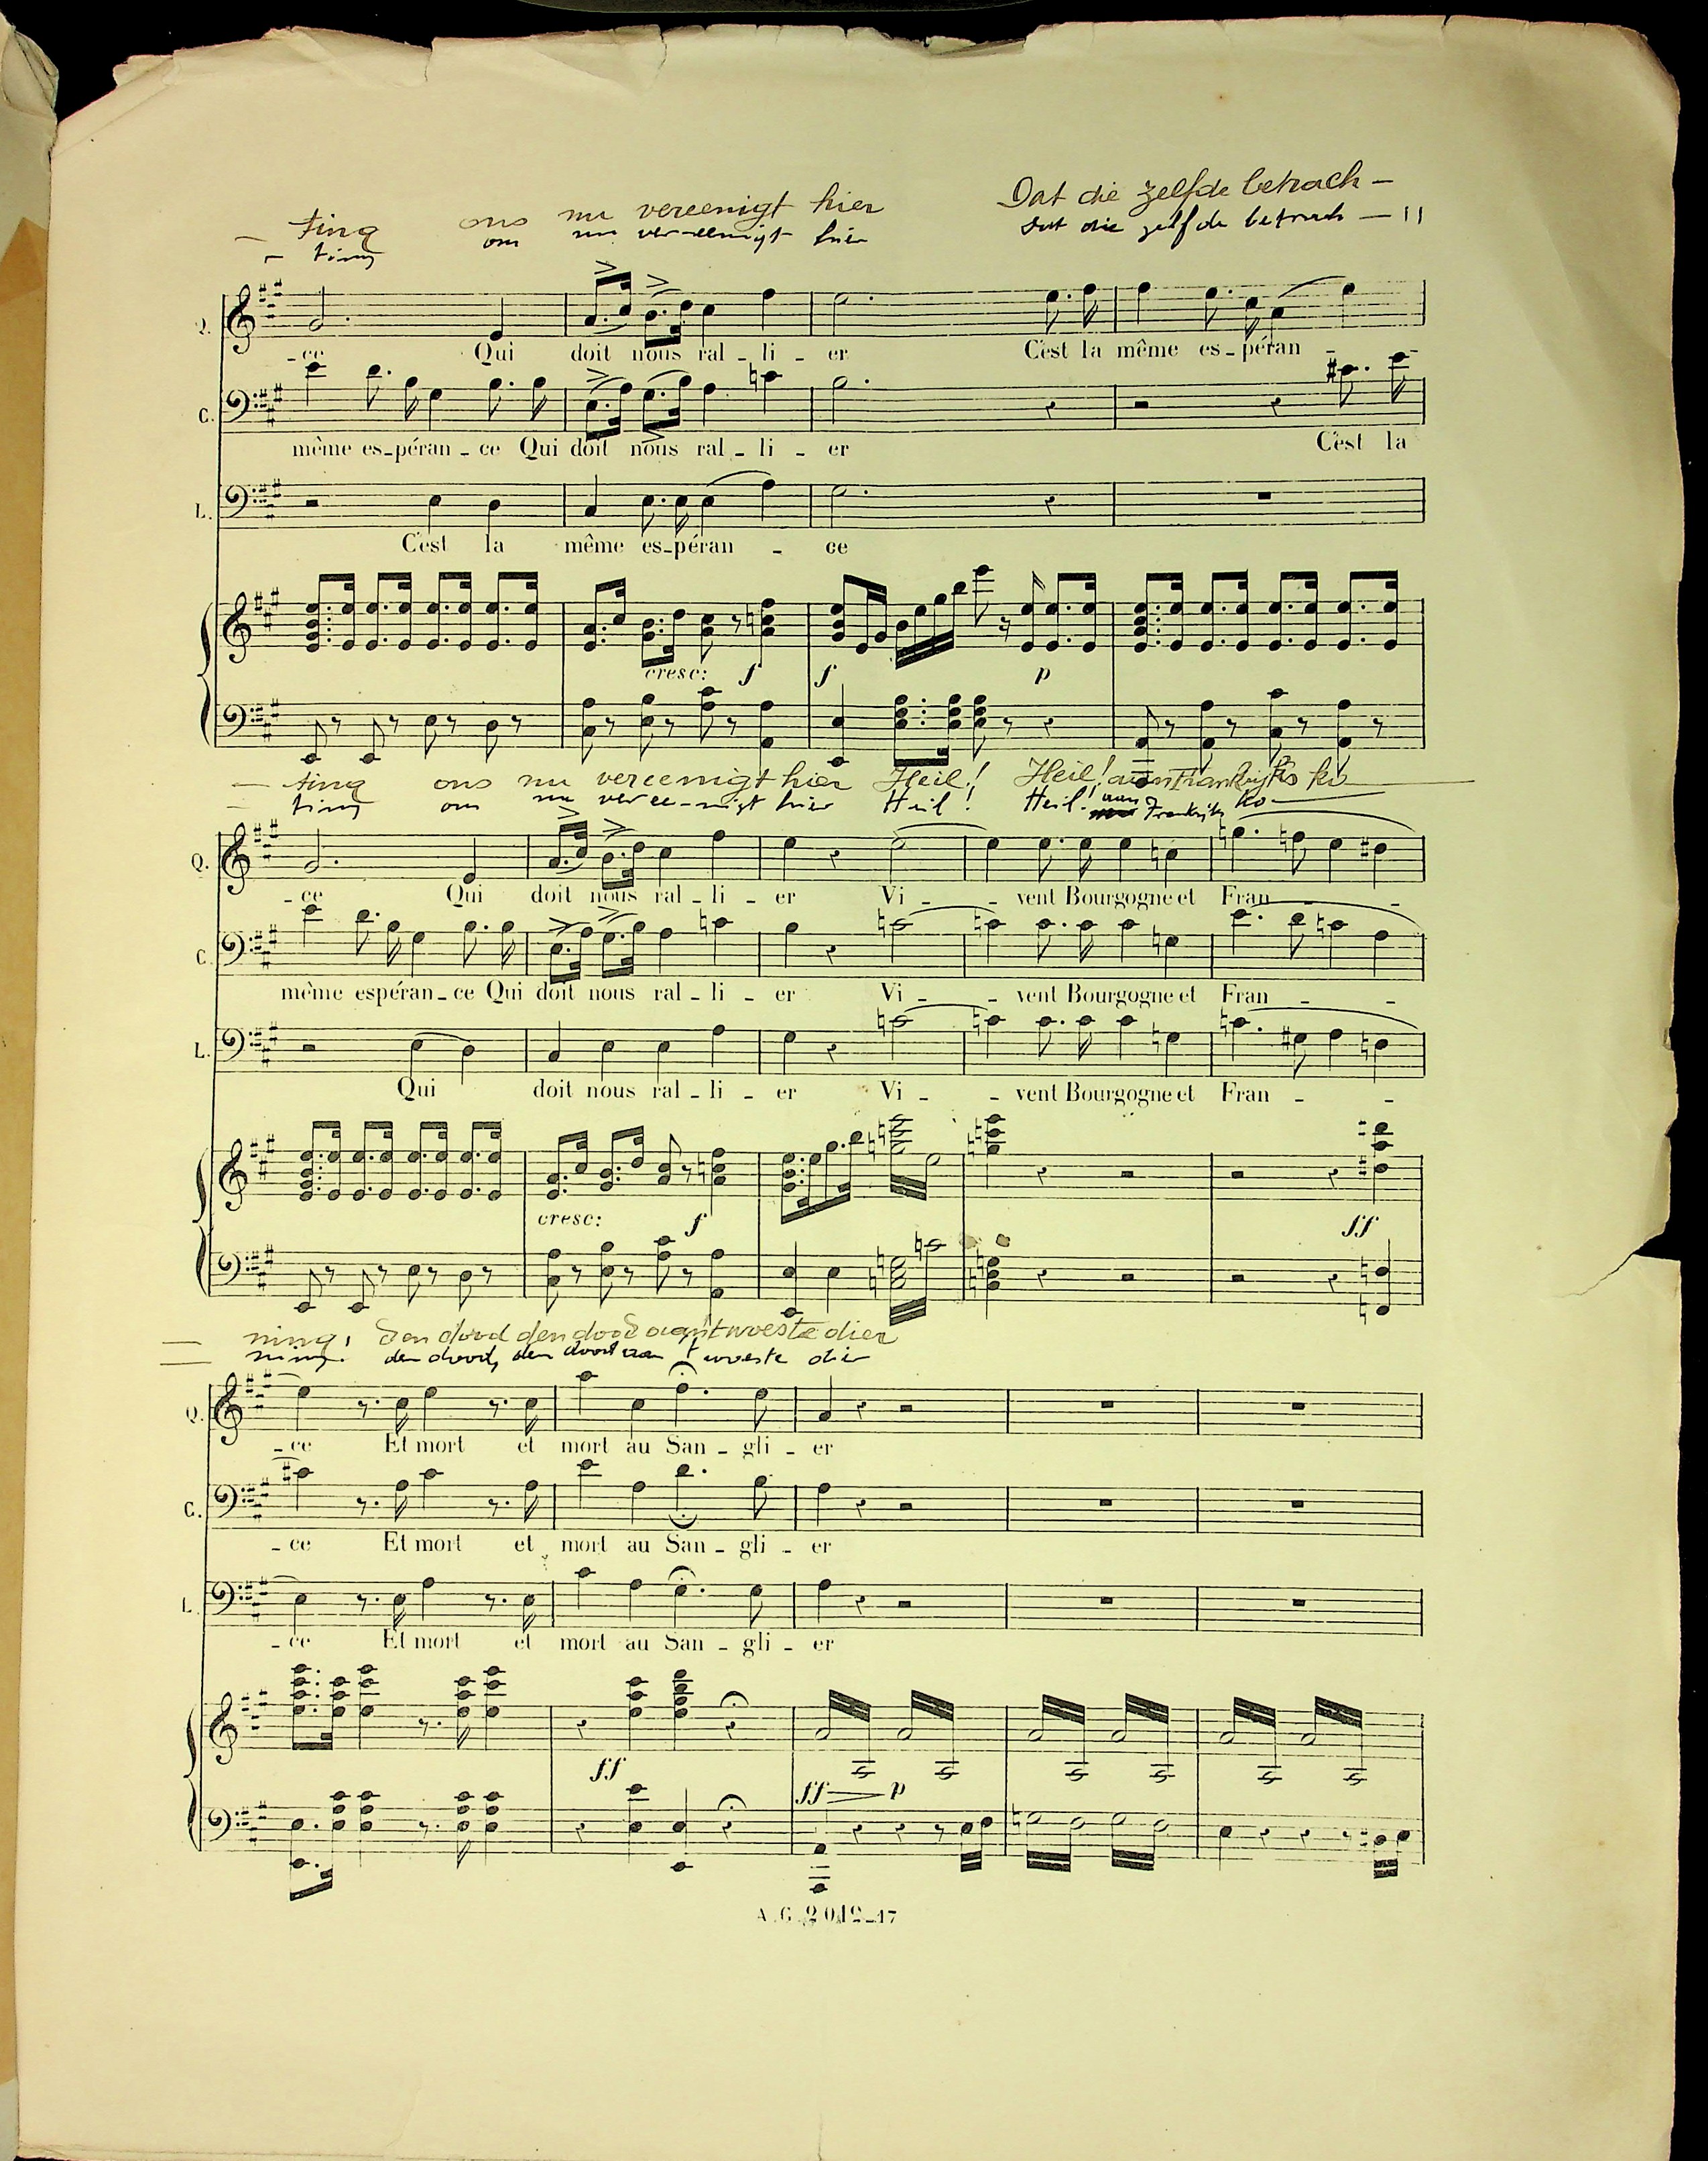 – ting ons nu vereenigt hier Dat die zelfde betrach –
– ting ons nu ver-eenigt hier dat die zelfde betrach –
Q.
_ce Qui doit nous ral _ li _ er C'est la même es_péran _ _
C.
même es_péran _ ce Qui doit nous ral _ li _ er C'est la
L.
C'est la même es_péran _ ce
cresc: f f p
– ting ons nu vereenigt hier Heil! Heil! aan Frankrijks ko
– ting ons nu veree-nigt hier Heil! Heil! aan Frankrijks ko
Q.
_ce Qui doit nous ral _ li _ er Vi _ _ vent Bourgogne et Fran _ _
C.
même espéran_ce Qui doit nous ral _ li _ er Vi _ _ vent Bourgogne et Fran _ _
L.
Qui doit nous ral _ li _ er Vi _ _ vent Bourgogne et Fran _ _
cresc: f ff
ning, den dood den dood aan t woeste dier
ning. den dood, den dood aan t woeste dier
Q.
_ce Et mort et mort au San _ gli _ er
C.
_ce Et mort et mort au San _ gli _ er
L.
_ce Et mort et mort au San _ gli _ er
ff ff p
A.G. 2012_17